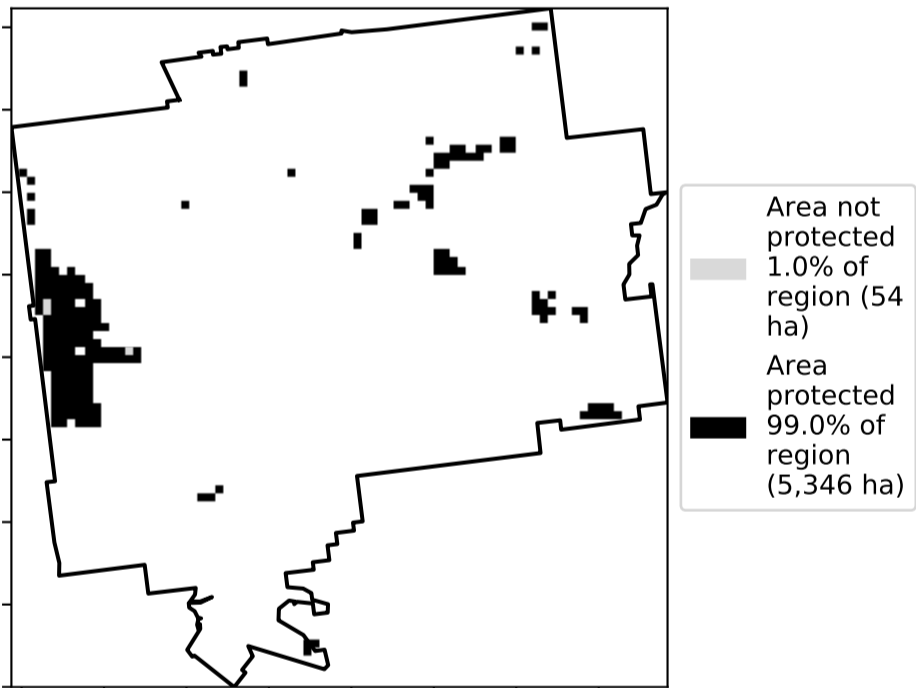 Area not
protected
1.0% of
region (54
ha)
Area
protected
99.0% of
region
(5,346 ha)